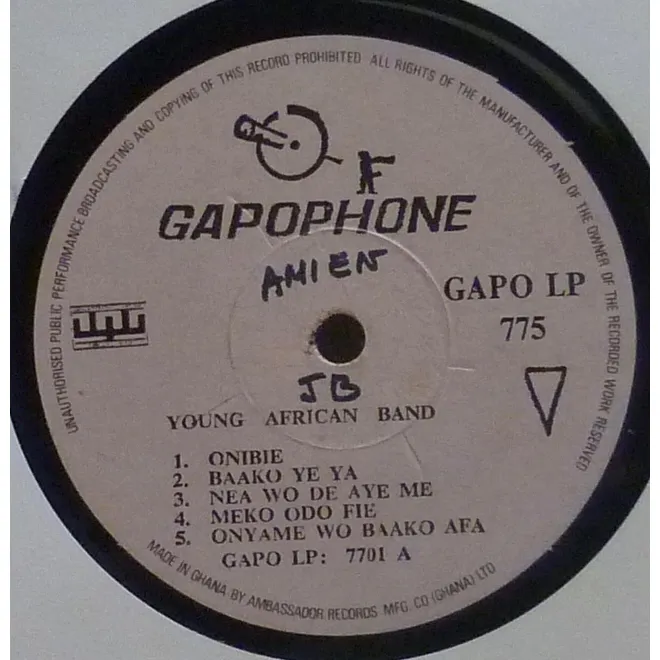 UNAUTHORISED PUBLIC PERFORMANCE BROADCASTING AND COPYING OF THIS RECORD PROHIBITED ALL RIGHTS OF THE MANUFACTURER AND OF THE OWNER OF THE RECORDED WORK RESERVED
F
GAPOPHONE
AMIEN
GAPO LP
775
JB
YOUNG AFRICAN BAND
1. ONIBIE
2. BAAKO YE YA
3. NEA WO DE AYE ME
4. MEKO ODO FIE
5. ONYAME WO BAAKO AFA
GAPO LP: 7701 A
MADE IN GHANA BY AMBASSADOR RECORDS MFG. CO (GHANA) LTD